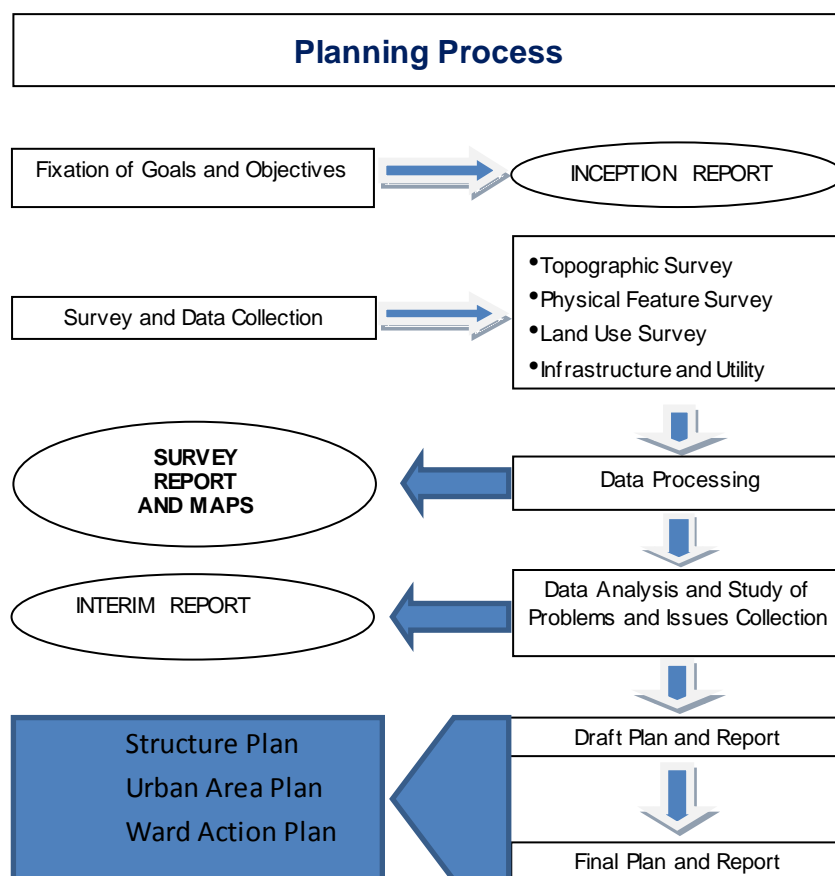 Planning Process
Fixation of Goals and Objectives
INCEPTION REPORT
Survey and Data Collection
•Topographic Survey
•Physical Feature Survey
•Land Use Survey
•Infrastructure and Utility
SURVEY
REPORT
AND MAPS
Data Processing
INTERIM REPORT
Data Analysis and Study of
Problems and Issues Collection
Structure Plan
Urban Area Plan
Ward Action Plan
Draft Plan and Report
Final Plan and Report